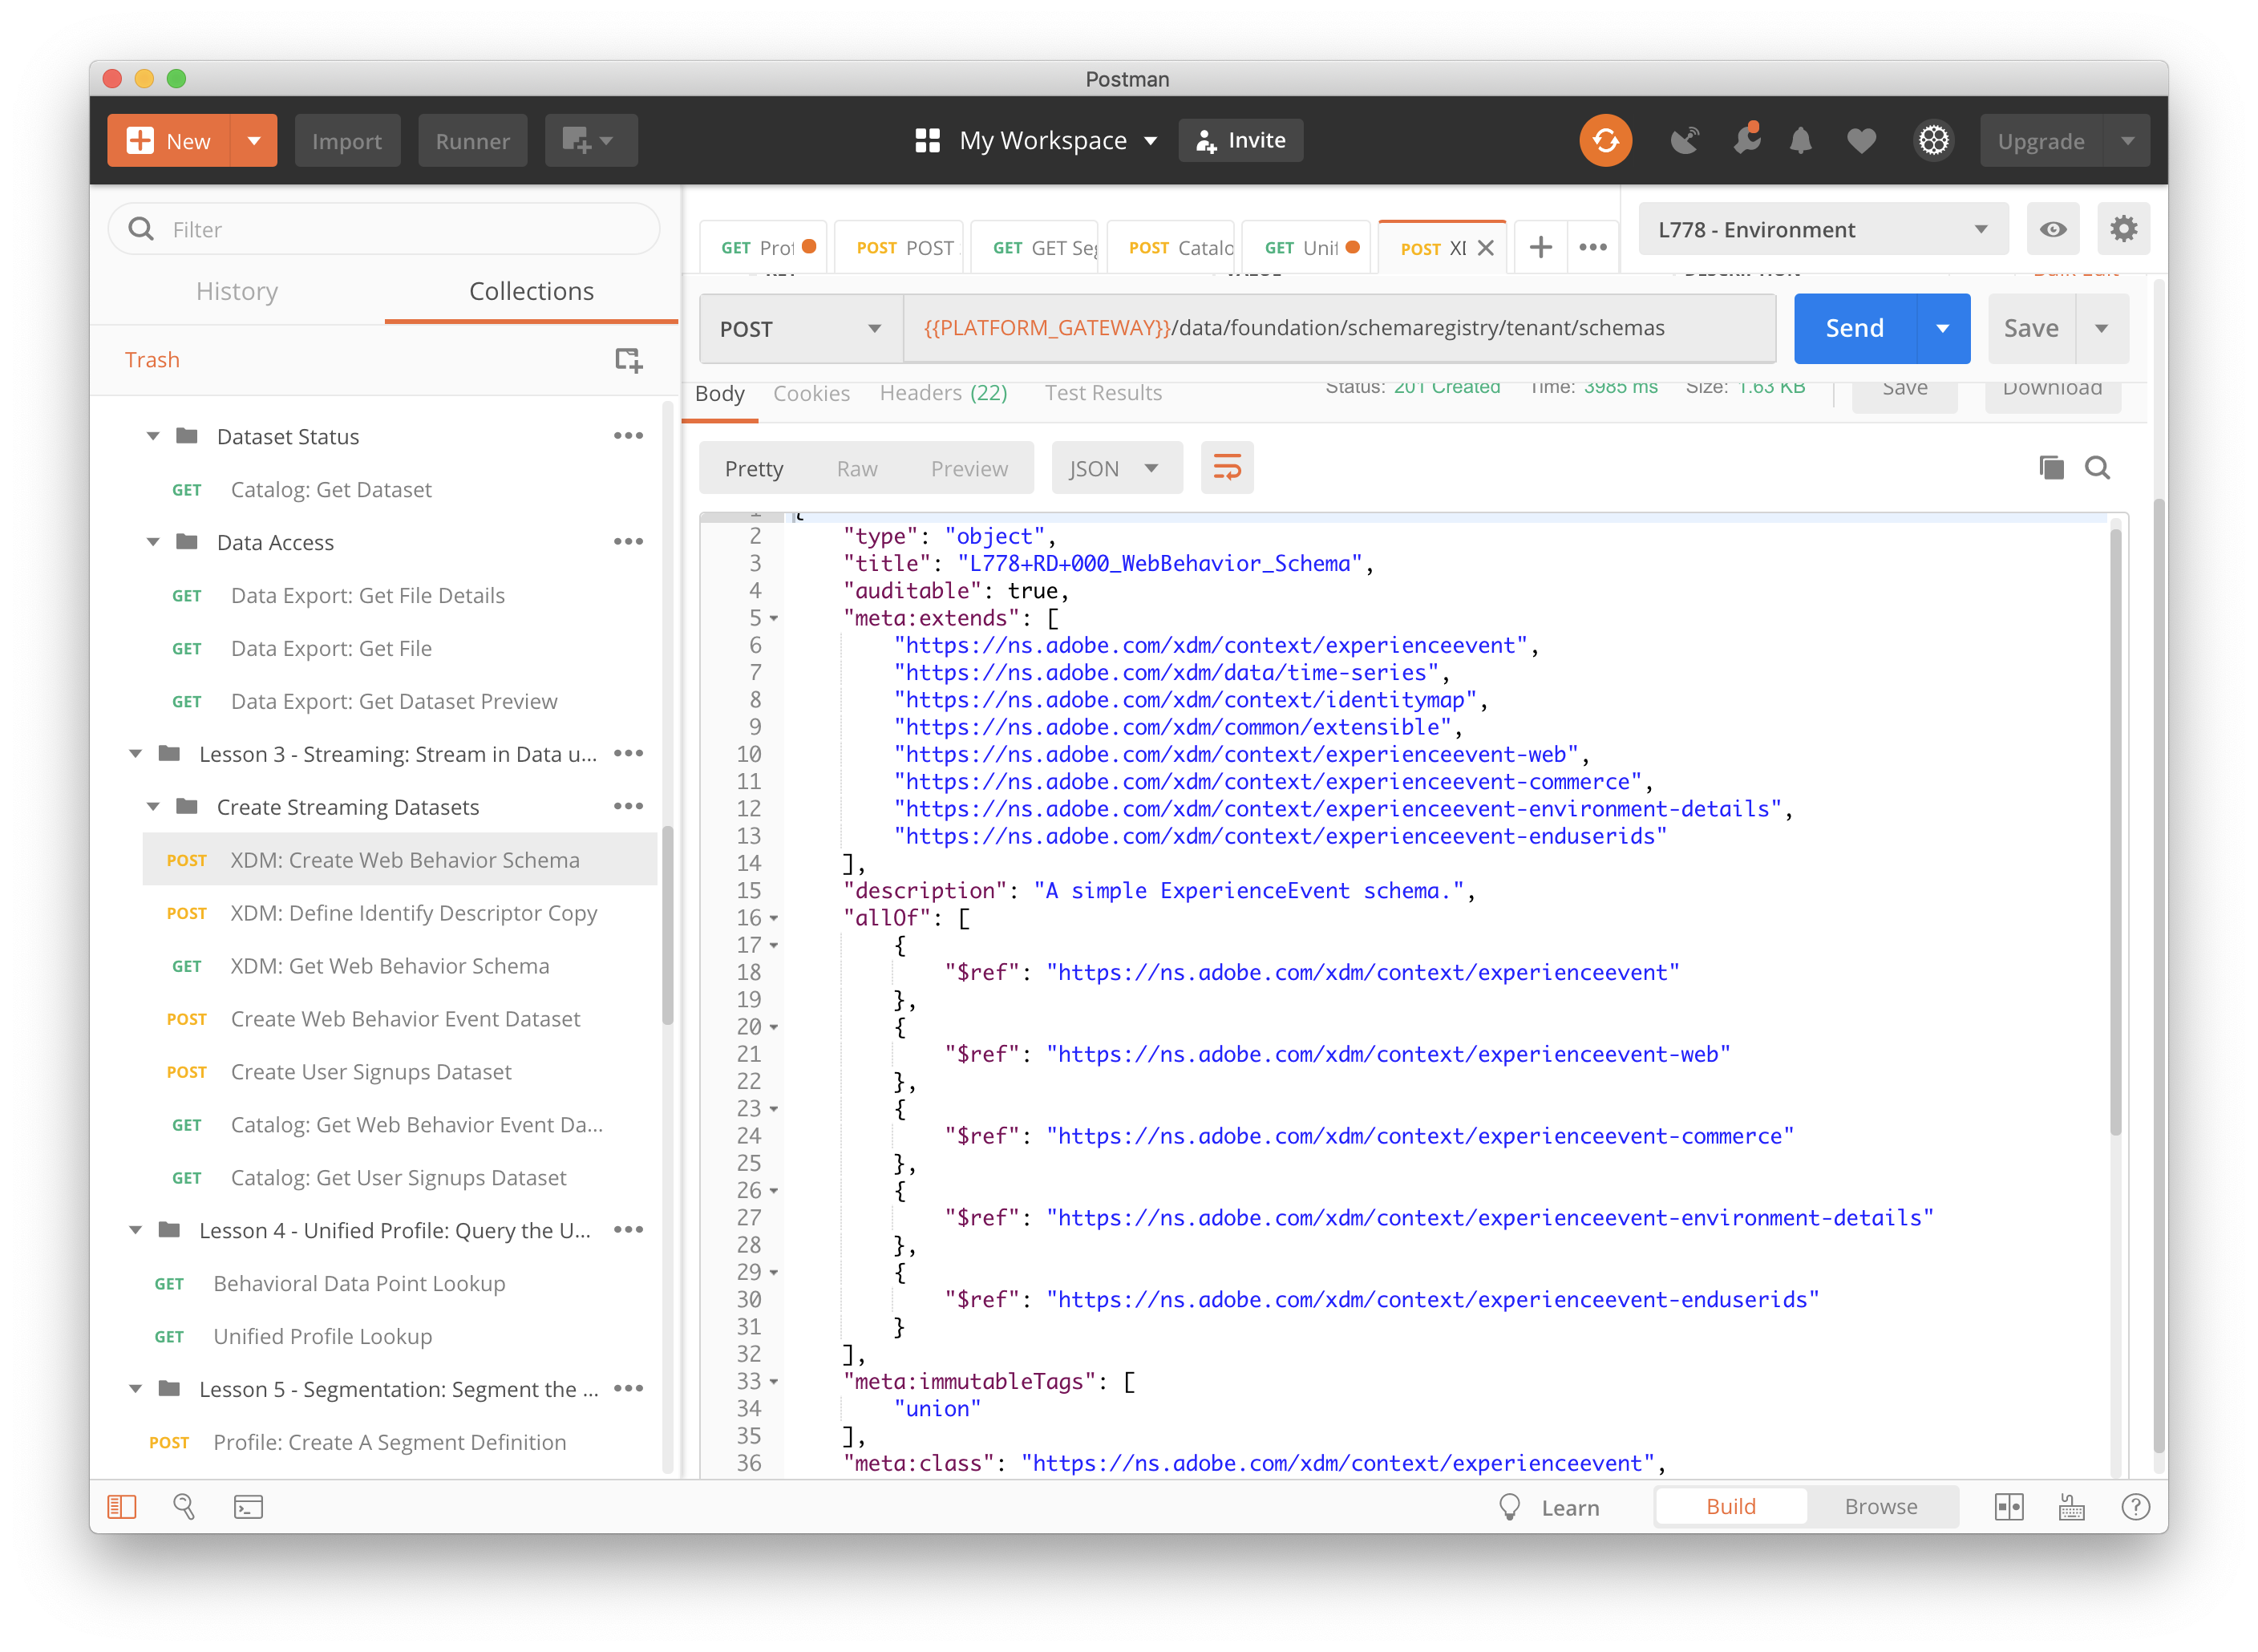 Postman
New
Import
Runner
My Workspace
Invite
Upgrade
Filter
History
Collections
Trash
Dataset Status
GET Catalog: Get Dataset
Data Access
GET Data Export: Get File Details
GET Data Export: Get File
GET Data Export: Get Dataset Preview
Lesson 3 - Streaming: Stream in Data u...
Create Streaming Datasets
POST XDM: Create Web Behavior Schema
POST XDM: Define Identify Descriptor Copy
GET XDM: Get Web Behavior Schema
POST Create Web Behavior Event Dataset
POST Create User Signups Dataset
GET Catalog: Get Web Behavior Event Da...
GET Catalog: Get User Signups Dataset
Lesson 4 - Unified Profile: Query the U...
GET Behavioral Data Point Lookup
GET Unified Profile Lookup
Lesson 5 - Segmentation: Segment the ...
POST Profile: Create A Segment Definition
GET Prof
POST POST
GET GET Seg
POST Catalo
GET Unif
POST
L778 - Environment
POST
{{PLATFORM_GATEWAY}}/data/foundation/schemaregistry/tenant/schemas
Send
Save
Body
Cookies
Headers (22)
Test Results
Status: 201 Created
Time: 3985 ms
Size: 1.63 KB
Save
Download
Pretty
Raw
Preview
JSON
2 "type": "object",
3 "title": "L778+RD+000_WebBehavior_Schema",
4 "auditable": true,
5 "meta:extends": [
6 "https://ns.adobe.com/xdm/context/experienceevent",
7 "https://ns.adobe.com/xdm/data/time-series",
8 "https://ns.adobe.com/xdm/context/identitymap",
9 "https://ns.adobe.com/xdm/common/extensible",
10 "https://ns.adobe.com/xdm/context/experienceevent-web",
11 "https://ns.adobe.com/xdm/context/experienceevent-commerce",
12 "https://ns.adobe.com/xdm/context/experienceevent-environment-details",
13 "https://ns.adobe.com/xdm/context/experienceevent-enduserids"
14 ],
15 "description": "A simple ExperienceEvent schema.",
16 "allOf": [
17 {
18 "$ref": "https://ns.adobe.com/xdm/context/experienceevent"
19 },
20 {
21 "$ref": "https://ns.adobe.com/xdm/context/experienceevent-web"
22 },
23 {
24 "$ref": "https://ns.adobe.com/xdm/context/experienceevent-commerce"
25 },
26 {
27 "$ref": "https://ns.adobe.com/xdm/context/experienceevent-environment-details"
28 },
29 {
30 "$ref": "https://ns.adobe.com/xdm/context/experienceevent-enduserids"
31 }
32 ],
33 "meta:immutableTags": [
34 "union"
35 ],
36 "meta:class": "https://ns.adobe.com/xdm/context/experienceevent",
Learn
Build
Browse